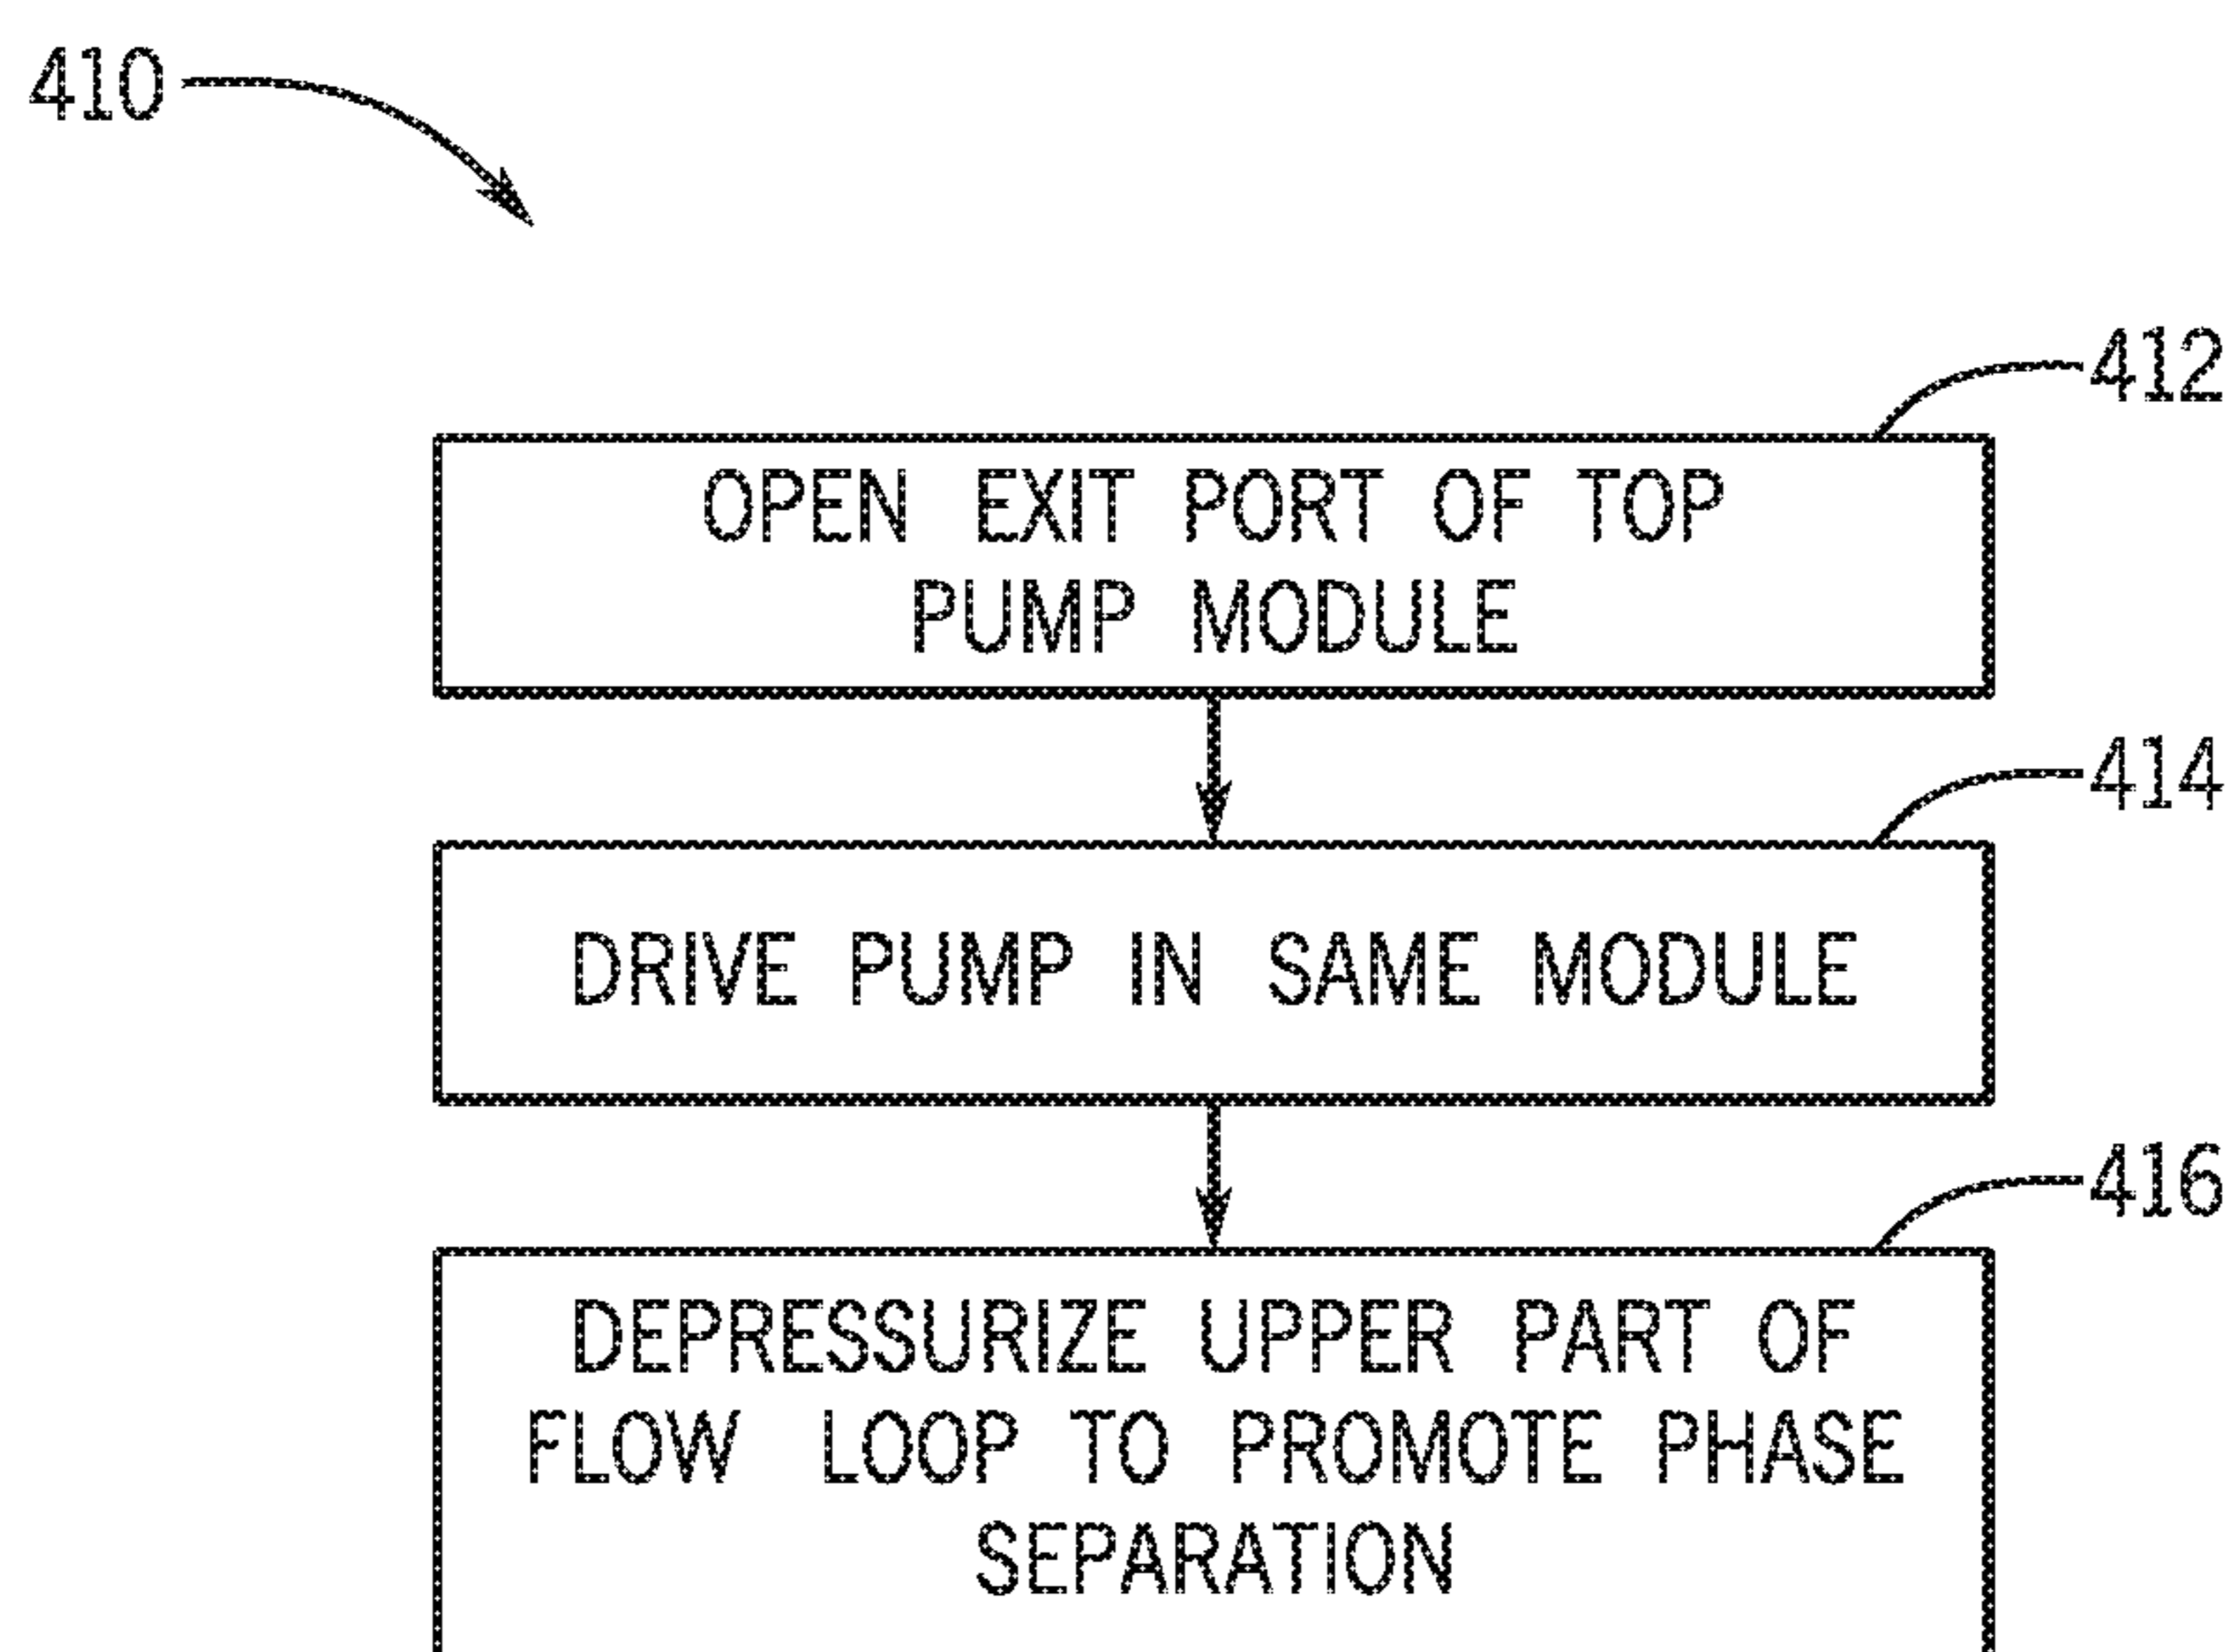 410
412
OPEN EXIT PORT OF TOP
PUMP MODULE
414
DRIVE PUMP IN SAME MODULE
416
DEPRESSURIZE UPPER PART OF
FLOW LOOP TO PROMOTE PHASE
SEPARATION